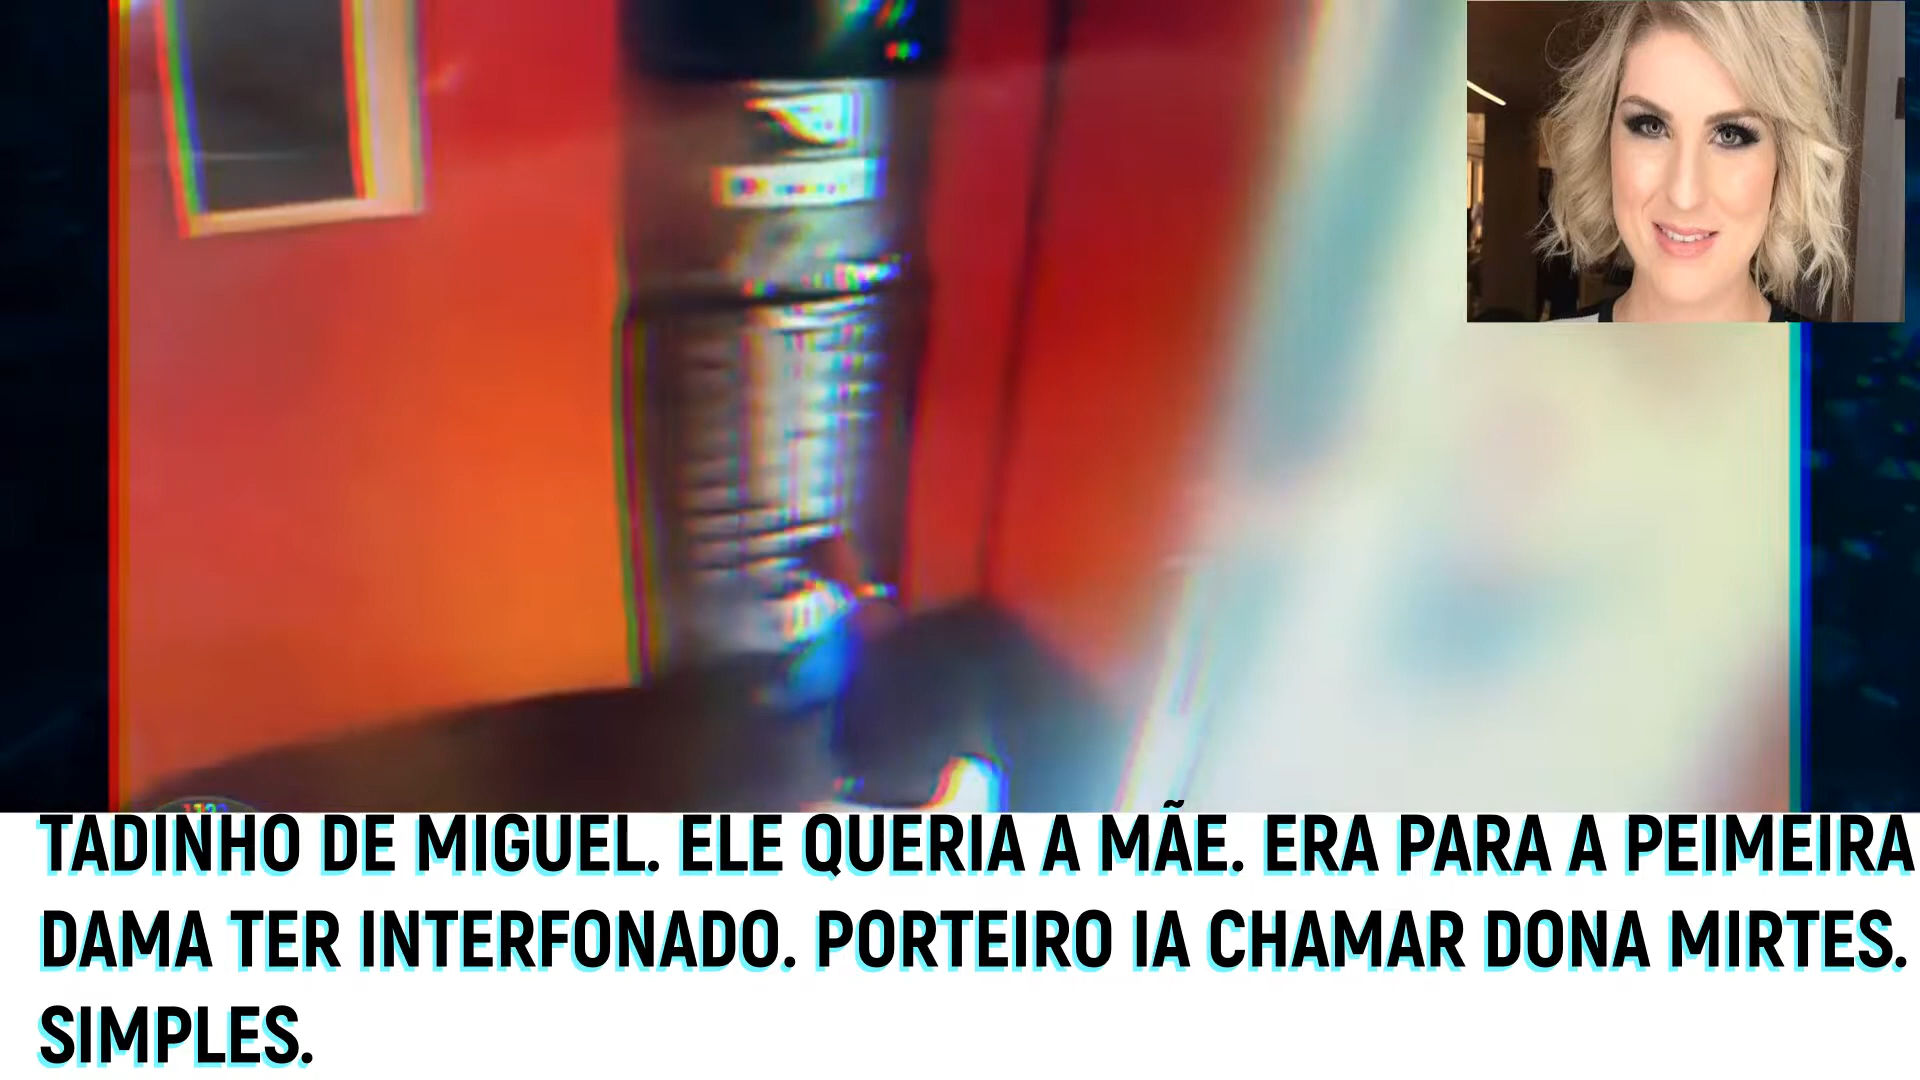 TADINHO DE MIGUEL. ELE QUERIA A MÃE. ERA PARA A PEIMEIRA
DAMA TER INTERFONADO. PORTEIRO IA CHAMAR DONA MIRTES.
SIMPLES.